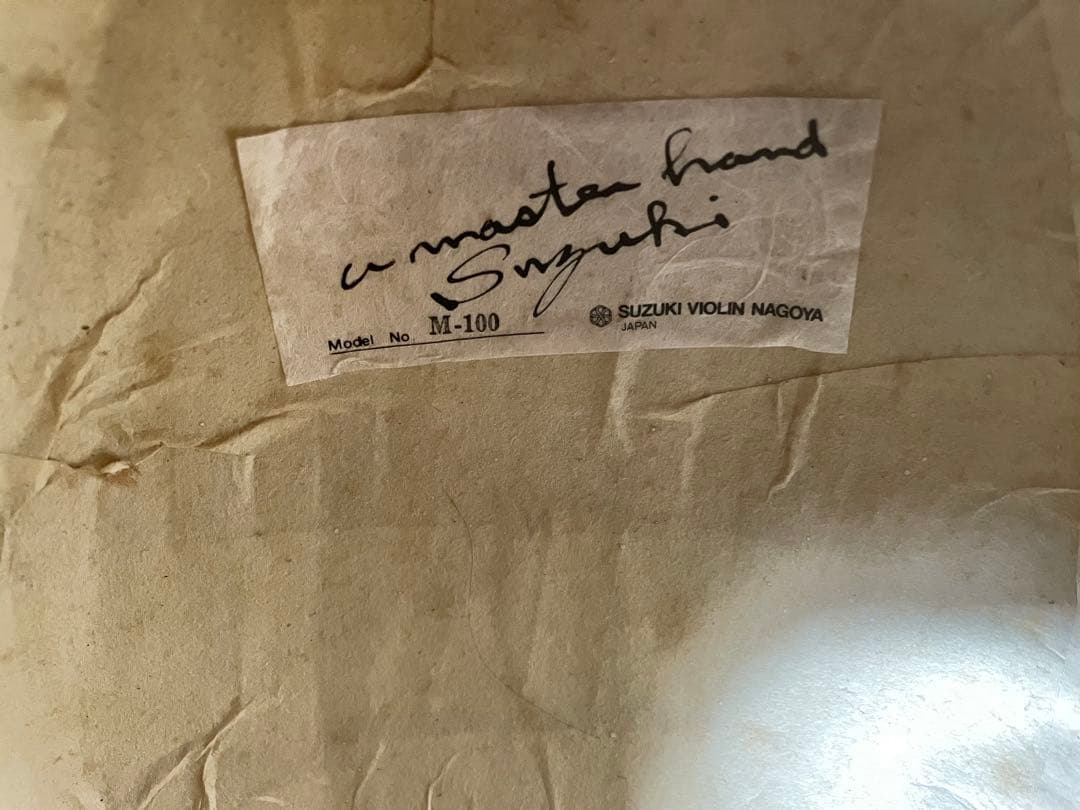 a master hand
Suzuki
Model No. M-100
SUZUKI VIOLIN NAGOYA
JAPAN